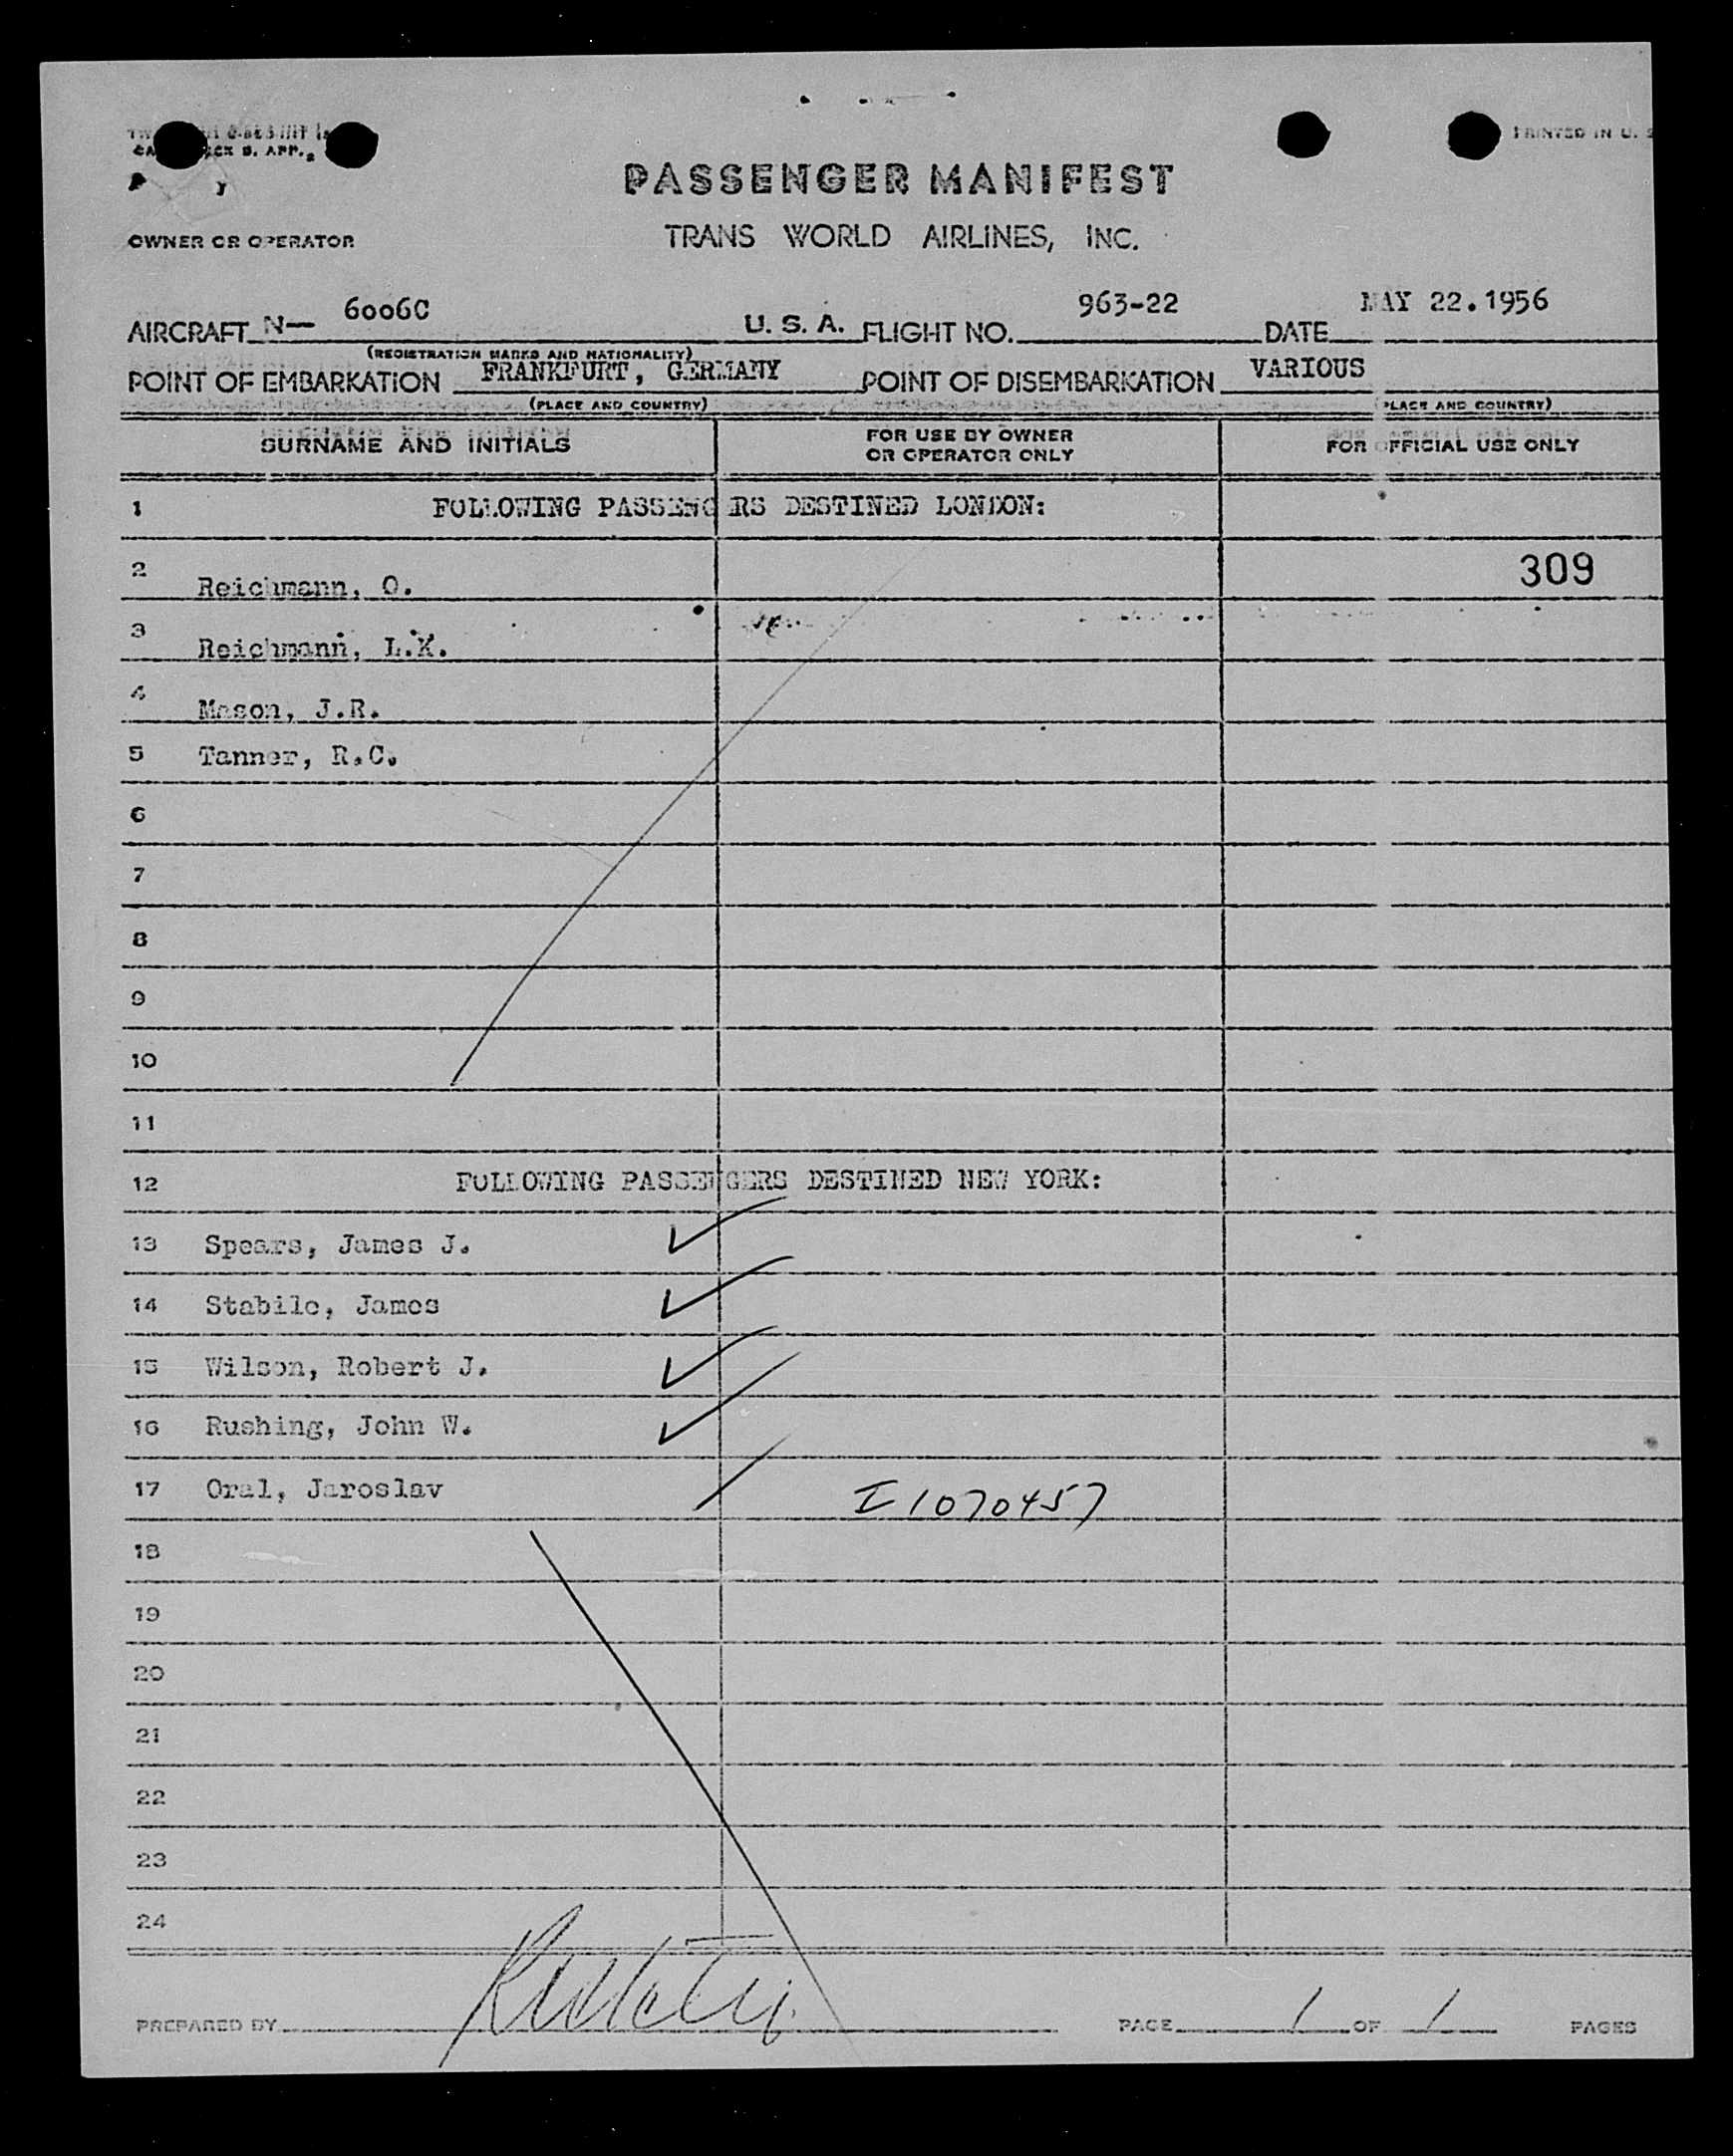 PRINTED IN U. S
PASSENGER MANIFEST
OWNER OR OPERATOR
TRANS WORLD AIRLINES, INC.
AIRCRAFT N— 6006C U. S. A. FLIGHT NO. 963-22 DATE MAY 22.1956
(REGISTRATION MARKS AND NATIONALITY)
POINT OF EMBARKATION FRANKFURT, GERMANY POINT OF DISEMBARKATION VARIOUS
(PLACE AND COUNTRY) PLACE AND COUNTRY)
SURNAME AND INITIALS FOR USE BY OWNER OR OPERATOR ONLY FOR OFFICIAL USE ONLY
1 FOLLOWING PASSENGERS DESTINED LONDON:
2 Reichmann, O. 309
3 Reichmann, L.K.
4 Mason, J.R.
5 Tanner, R.C.
6
7
8
9
10
11
12 FOLLOWING PASSENGERS DESTINED NEW YORK:
13 Spears, James J.
14 Stabile, James
15 Wilson, Robert J.
16 Rushing, John W.
17 Oral, Jaroslav I1070457
18
19
20
21
22
23
24
PREPARED BY PAGE 1 OF 1 PAGES